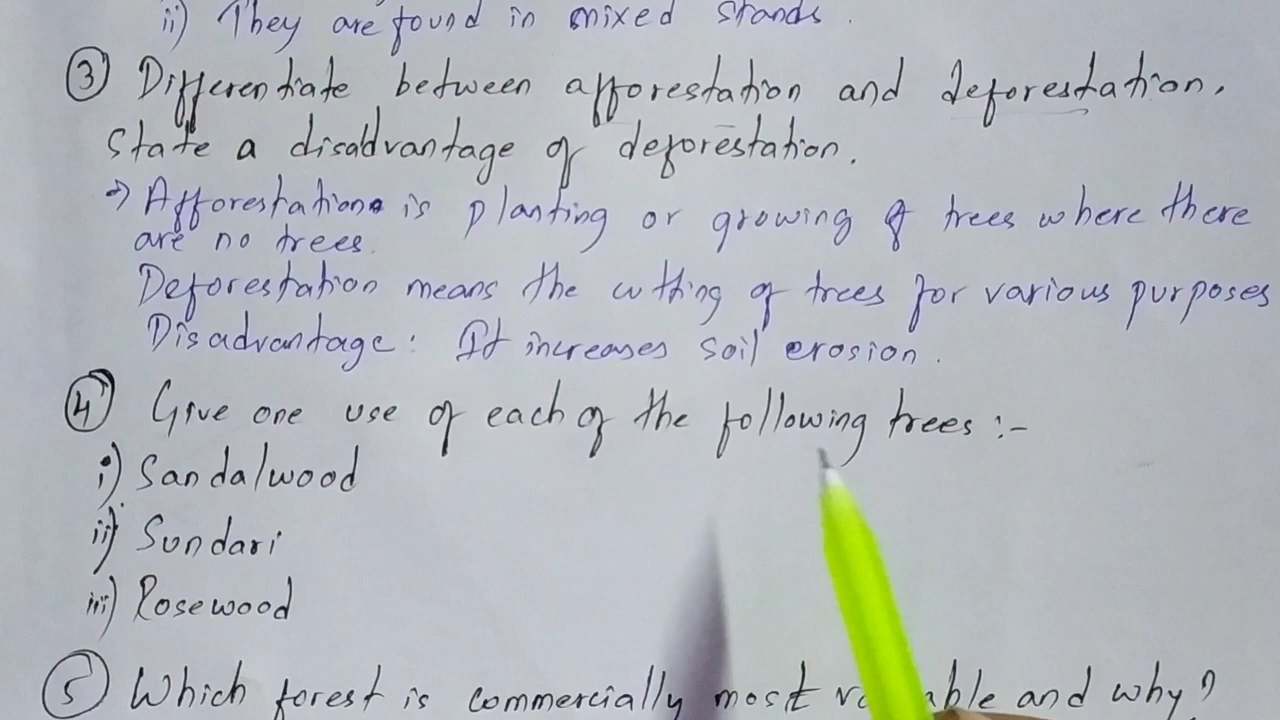 ii) They are found in mixed stands.
③ Differentiate between afforestation and deforestation.
State a disadvantage of deforestation.
→ Afforestation is planting or growing of trees where there
are no trees.
Deforestation means the cutting of trees for various purposes
Disadvantage: It increases soil erosion.
④ Give one use of each of the following trees :-
i) Sandalwood
ii) Sundari
iii) Rosewood
⑤ Which forest is commercially most and why?